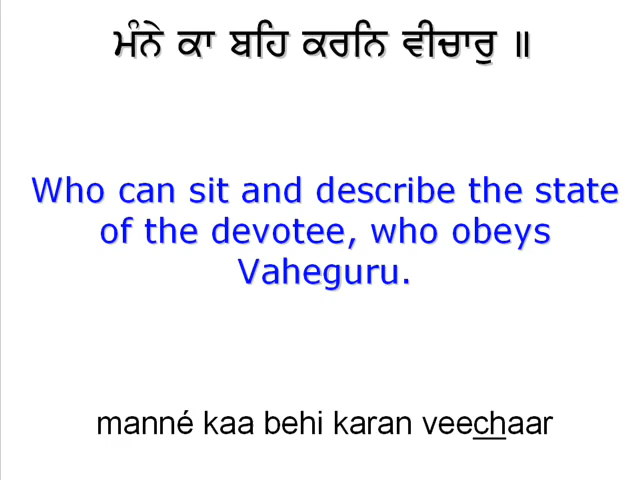 ਮੰਨੇ ਕਾ ਬਹਿ ਕਰਨਿ ਵੀਚਾਰੁ ॥
Who can sit and describe the state
of the devotee, who obeys
Vaheguru.
manné kaa behi karan veechaar